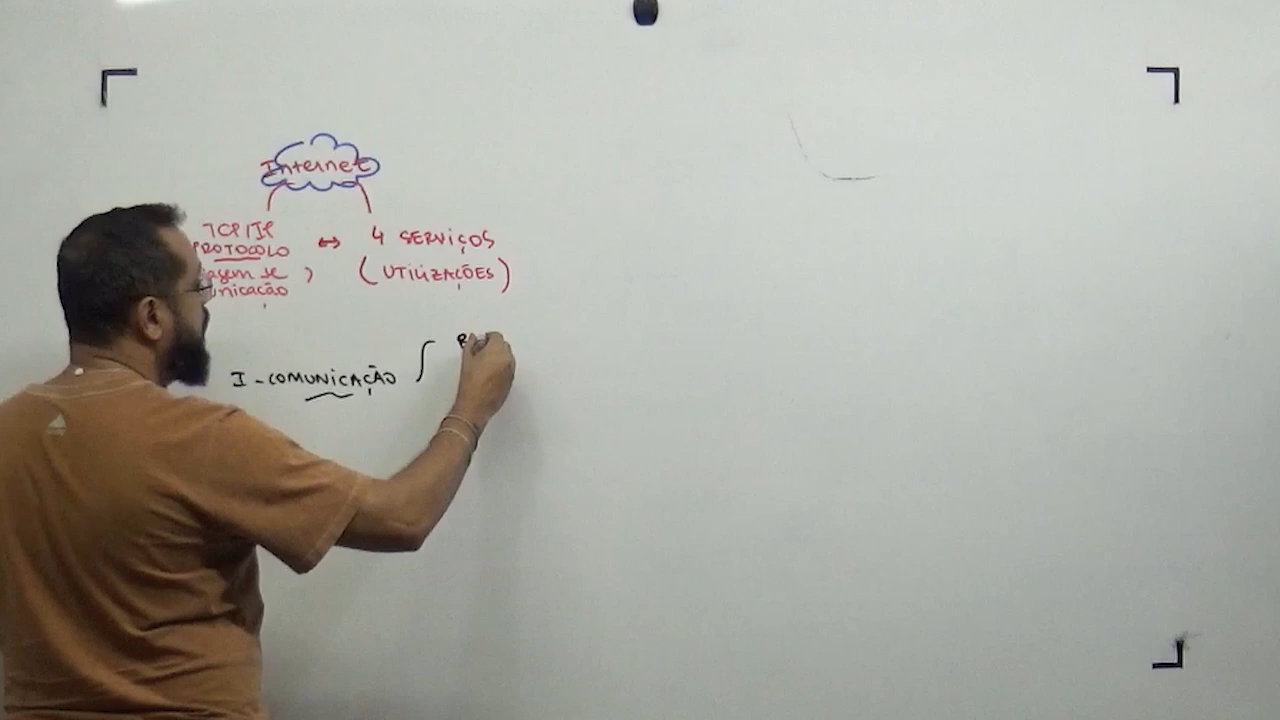 Internet
TCP/IP
PROTOCOLO ↔ 4 SERVIÇOS
(UTILIZAÇÕES)
I - COMUNICAÇÃO